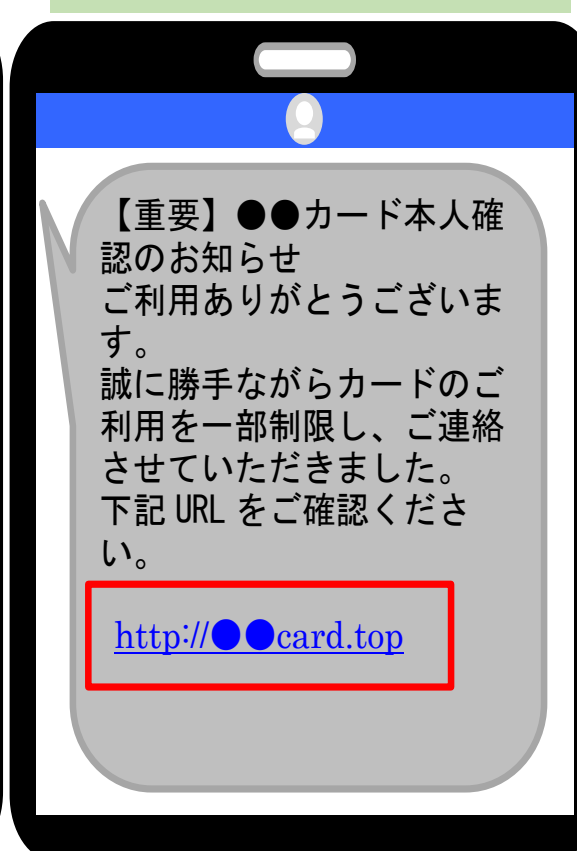 【重要】●●カード本人確
認のお知らせ
ご利用ありがとうございま
す。
誠に勝手ながらカードのご
利用を一部制限し、ご連絡
させていただきました。
下記 URL をご確認くださ
い。
http://●●card.top